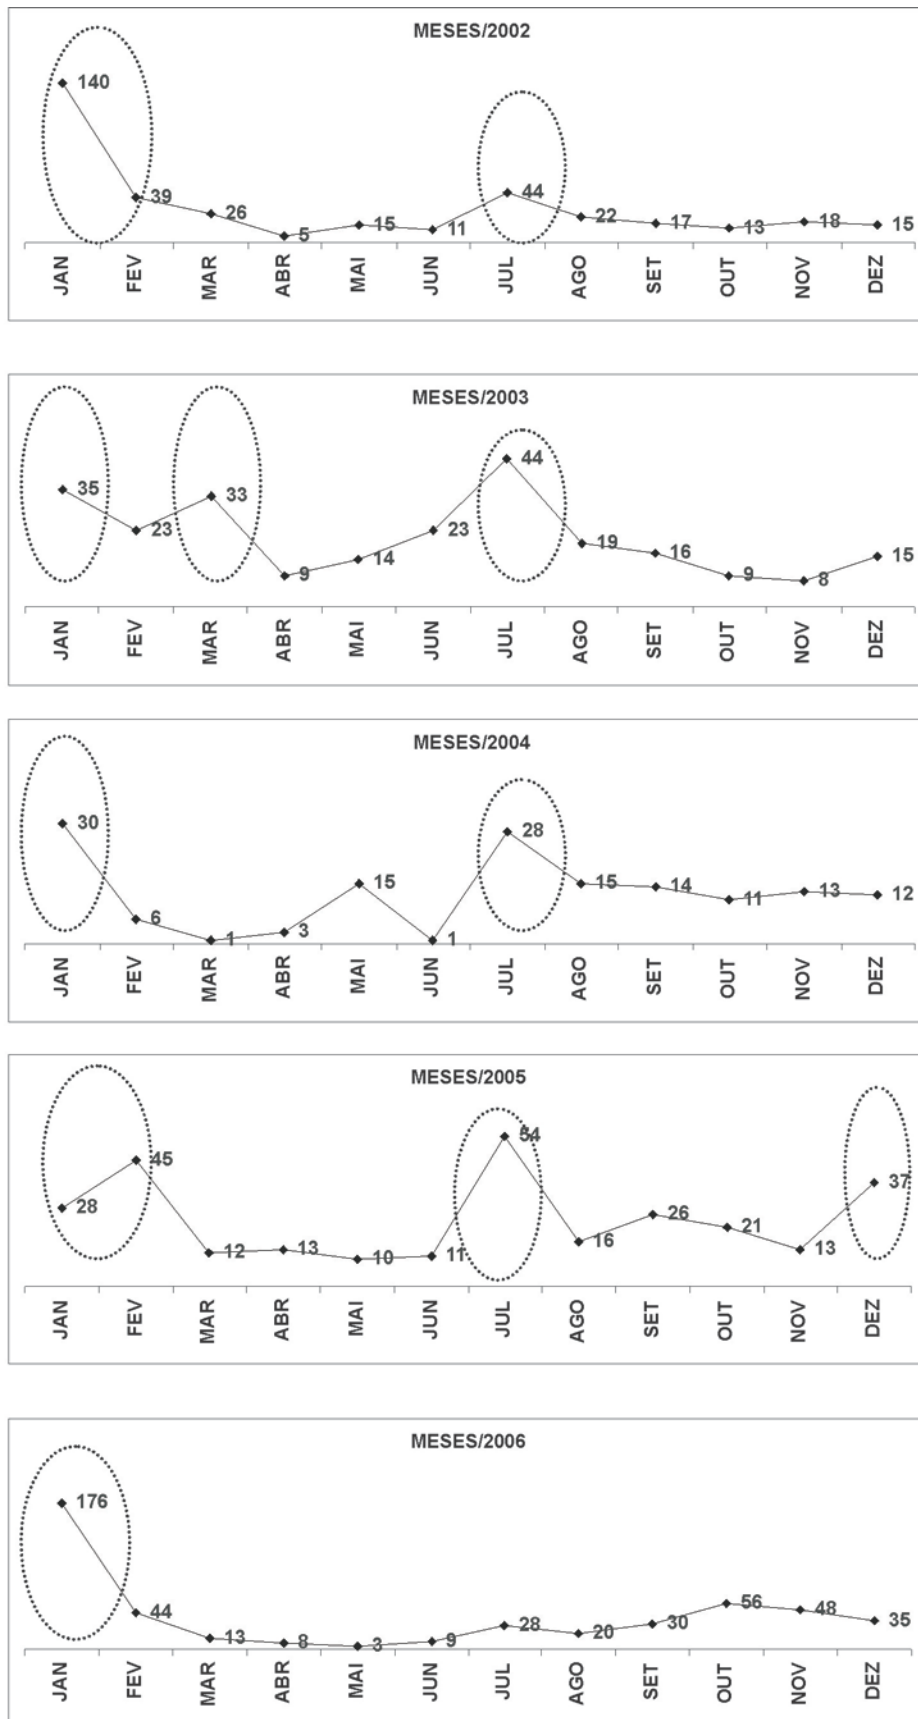 MESES/2002
140 39 26 5 15 11 44 22 17 13 18 15
JAN FEV MAR ABR MAI JUN JUL AGO SET OUT NOV DEZ
MESES/2003
35 23 33 9 14 23 44 19 16 9 8 15
JAN FEV MAR ABR MAI JUN JUL AGO SET OUT NOV DEZ
MESES/2004
30 6 1 3 15 1 28 15 14 11 13 12
JAN FEV MAR ABR MAI JUN JUL AGO SET OUT NOV DEZ
MESES/2005
28 45 12 13 10 11 54 16 26 21 13 37
JAN FEV MAR ABR MAI JUN JUL AGO SET OUT NOV DEZ
MESES/2006
176 44 13 8 3 9 28 20 30 56 48 35
JAN FEV MAR ABR MAI JUN JUL AGO SET OUT NOV DEZ